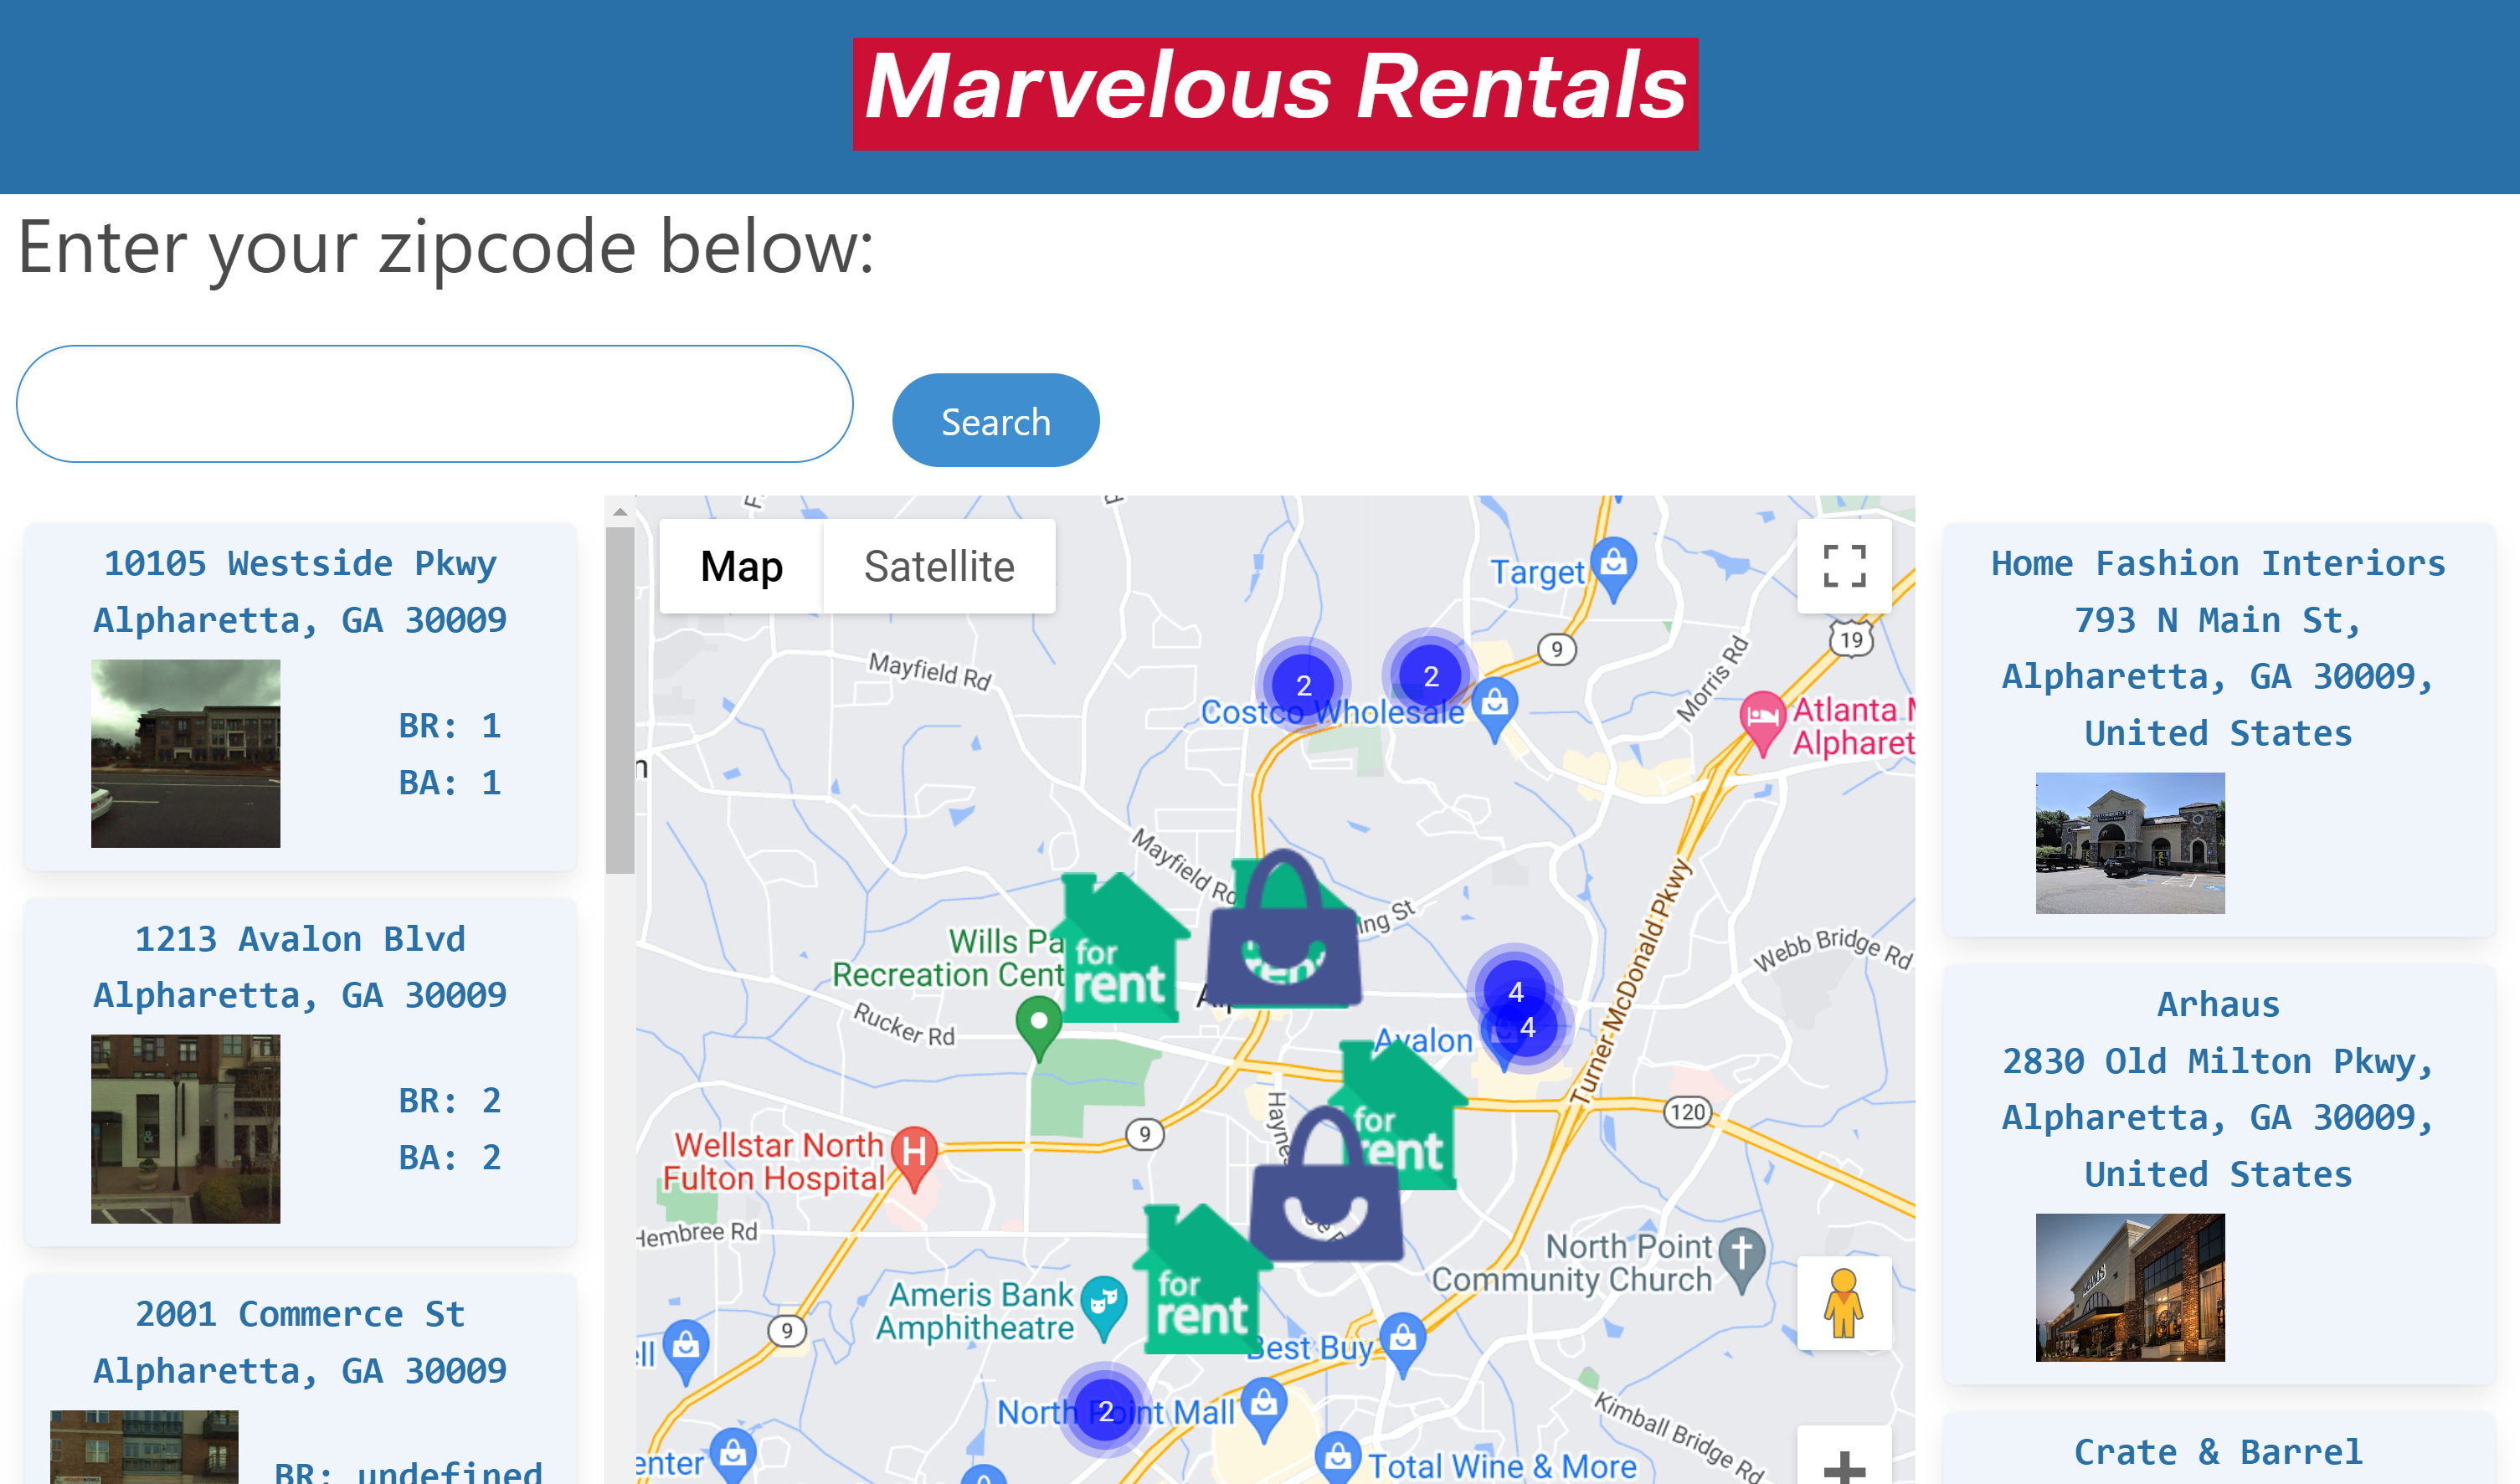 Marvelous Rentals
Enter your zipcode below:
Search
10105 Westside Pkwy
Alpharetta, GA 30009
BR: 1
BA: 1
1213 Avalon Blvd
Alpharetta, GA 30009
BR: 2
BA: 2
2001 Commerce St
Alpharetta, GA 30009
BR: undefined
Map
Satellite
Target
9
19
Morris Rd
Mayfield Rd
2
2
Costco Wholesale
Atlanta
Alpharet
Mayfield Rd
for
rent
rent
ing St
Wills Pa
Recreation Cent
Webb Bridge Rd
Turner-McDonald Pkwy
Rucker Rd
4
4
Avalon
for
rent
Hayne
120
9
Wellstar North
Fulton Hospital
H
Hembree Rd
North Point
Community Church
Ameris Bank
Amphitheatre
for
rent
9
ll
Best Buy
North Point Mall
2
Kimball Bridge Rd
enter
Total Wine & More
Home Fashion Interiors
793 N Main St,
Alpharetta, GA 30009,
United States
Arhaus
2830 Old Milton Pkwy,
Alpharetta, GA 30009,
United States
Crate & Barrel